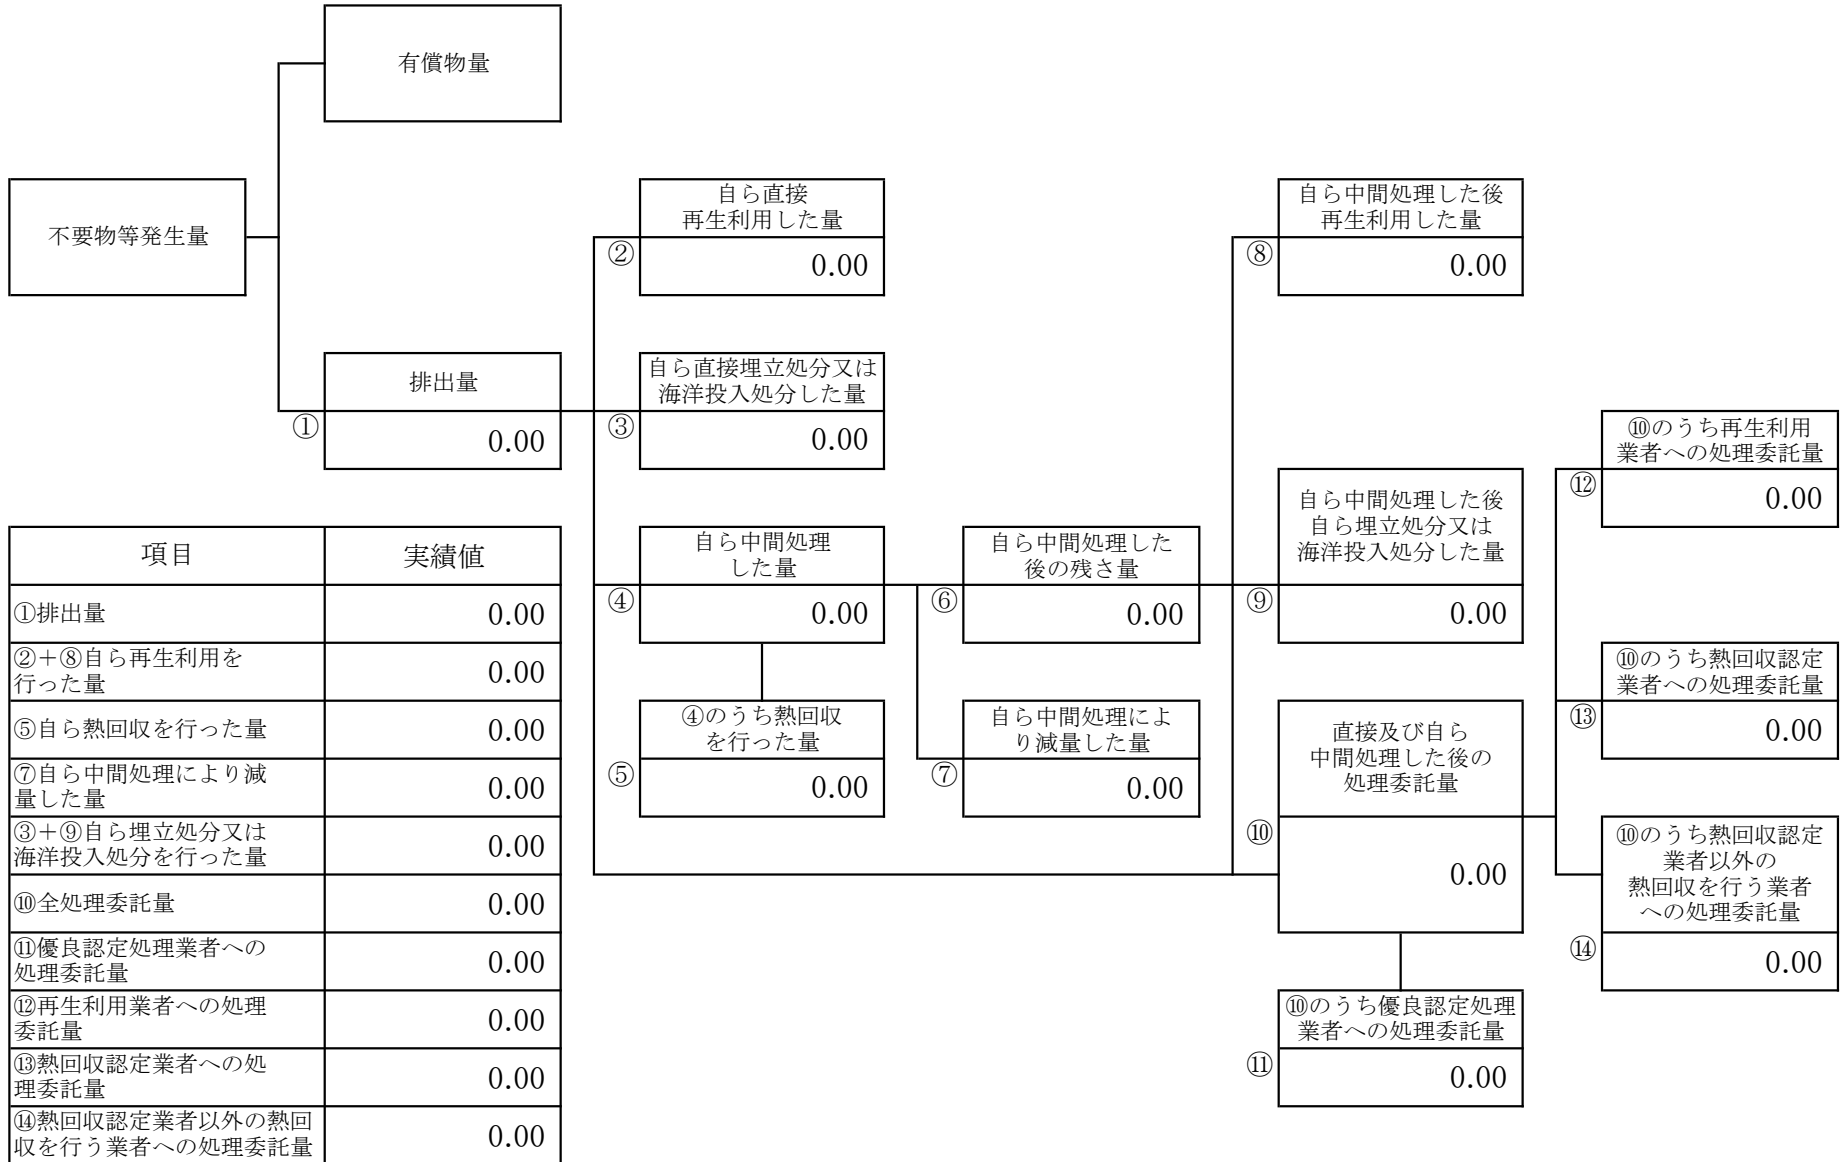 有償物量
不要物等発生量
排出量
①
0.00
自ら直接
再生利用した量
②
0.00
自ら直接埋立処分又は
海洋投入処分した量
③
0.00
自ら中間処理
した量
④
0.00
④のうち熱回収
を行った量
⑤
0.00
自ら中間処理した
後の残さ量
⑥
0.00
自ら中間処理によ
り減量した量
⑦
0.00
自ら中間処理した後
再生利用した量
⑧
0.00
自ら中間処理した後
自ら埋立処分又は
海洋投入処分した量
⑨
0.00
直接及び自ら
中間処理した後の
処理委託量
⑩
0.00
⑩のうち優良認定処理
業者への処理委託量
⑪
0.00
⑩のうち再生利用
業者への処理委託量
⑫
0.00
⑩のうち熱回収認定
業者への処理委託量
⑬
0.00
⑩のうち熱回収認定
業者以外の
熱回収を行う業者
への処理委託量
⑭
0.00
項目 実績値
①排出量 0.00
②+⑧自ら再生利用を
行った量 0.00
⑤自ら熱回収を行った量 0.00
⑦自ら中間処理により減
量した量 0.00
③+⑨自ら埋立処分又は
海洋投入処分を行った量 0.00
⑩全処理委託量 0.00
⑪優良認定処理業者への
処理委託量 0.00
⑫再生利用業者への処理
委託量 0.00
⑬熱回収認定業者への処
理委託量 0.00
⑭熱回収認定業者以外の熱回
収を行う業者への処理委託量 0.00